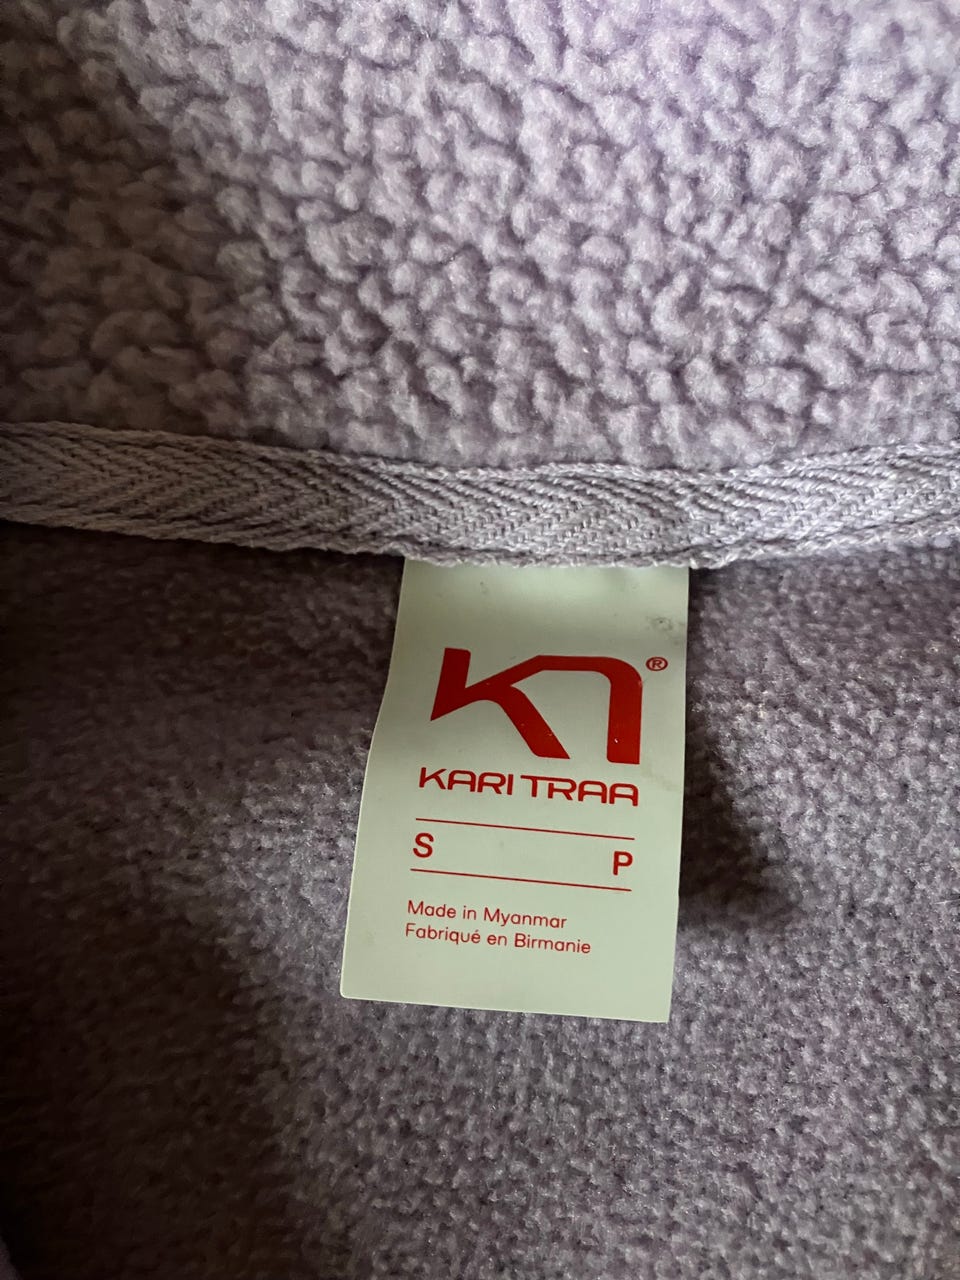 KT®
KARI TRAA
S P
Made in Myanmar
Fabriqué en Birmanie